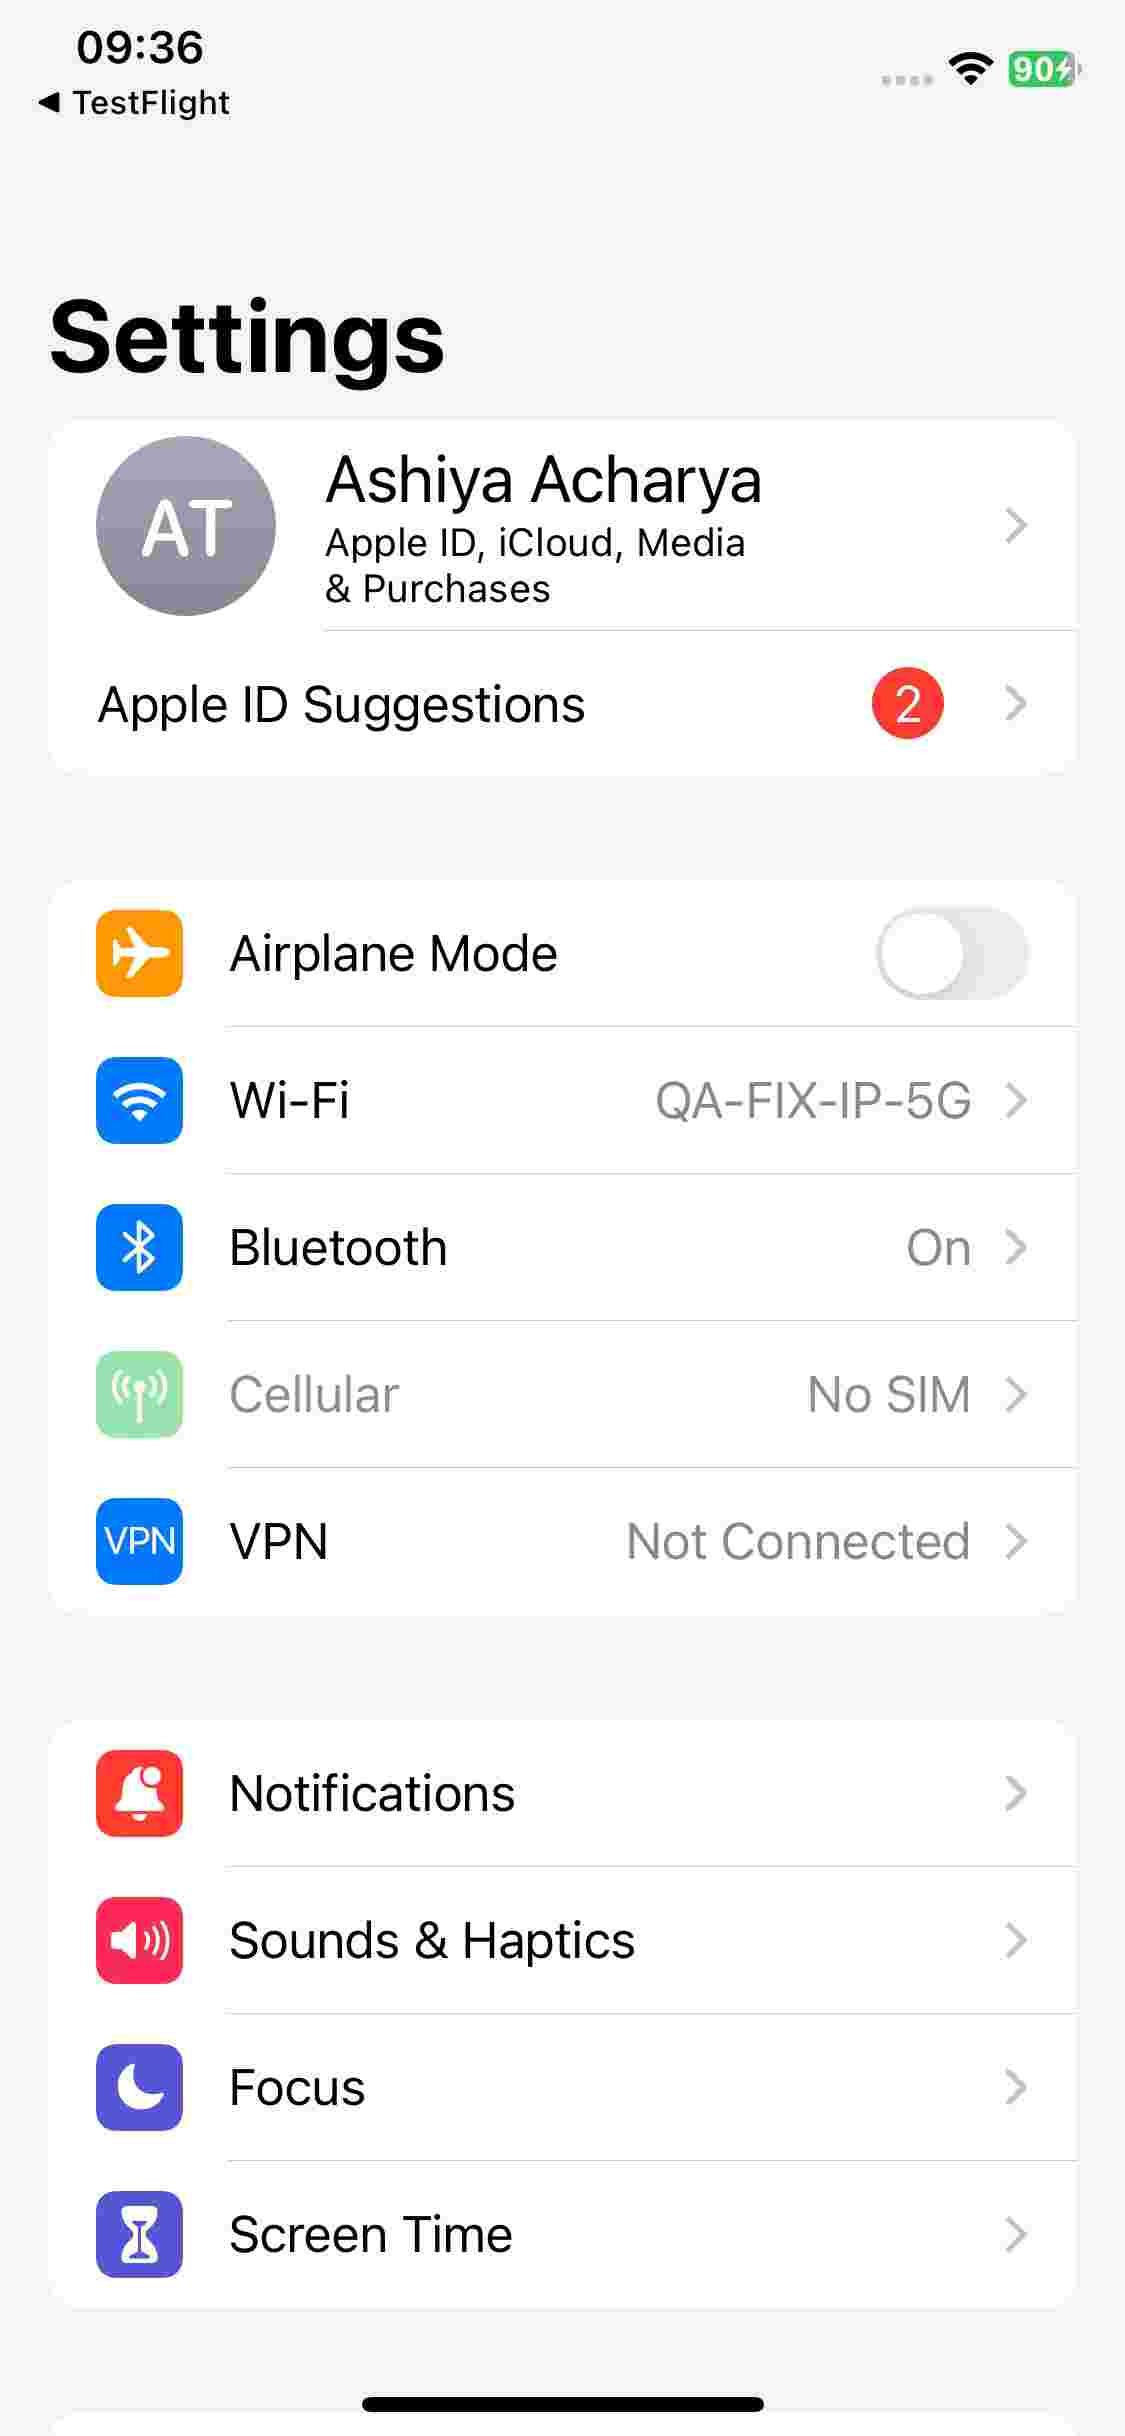 09:36
◀ TestFlight
90
Settings
AT
Ashiya Acharya
Apple ID, iCloud, Media
& Purchases
Apple ID Suggestions 2
Airplane Mode
Wi-Fi QA-FIX-IP-5G
Bluetooth On
Cellular No SIM
VPN VPN Not Connected
Notifications
Sounds & Haptics
Focus
Screen Time